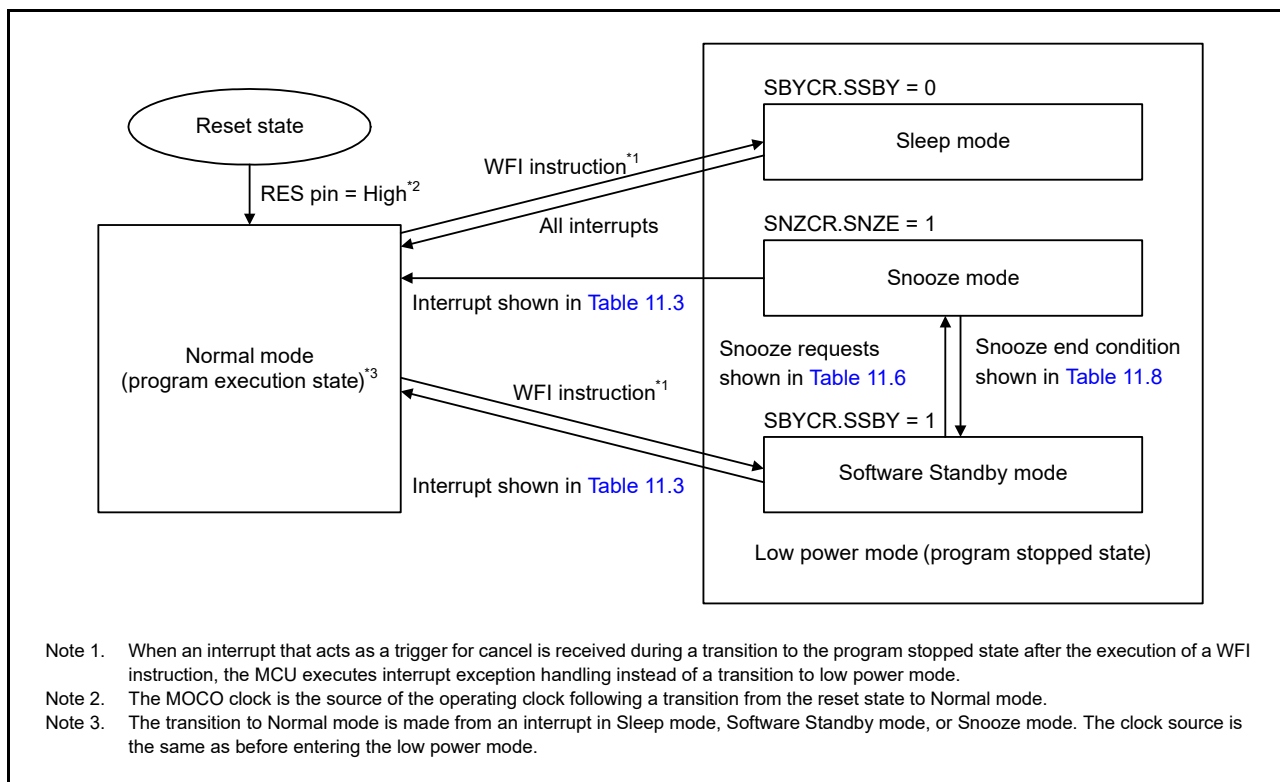 SBYCR.SSBY = 0
Reset state
Sleep mode
WFI instruction*1
RES pin = High*2
All interrupts
SNZCR.SNZE = 1
Snooze mode
Interrupt shown in Table 11.3
Normal mode
(program execution state)*3
Snooze requests
shown in Table 11.6
Snooze end condition
shown in Table 11.8
WFI instruction*1
SBYCR.SSBY = 1
Software Standby mode
Interrupt shown in Table 11.3
Low power mode (program stopped state)
Note 1. When an interrupt that acts as a trigger for cancel is received during a transition to the program stopped state after the execution of a WFI
instruction, the MCU executes interrupt exception handling instead of a transition to low power mode.
Note 2. The MOCO clock is the source of the operating clock following a transition from the reset state to Normal mode.
Note 3. The transition to Normal mode is made from an interrupt in Sleep mode, Software Standby mode, or Snooze mode. The clock source is
the same as before entering the low power mode.